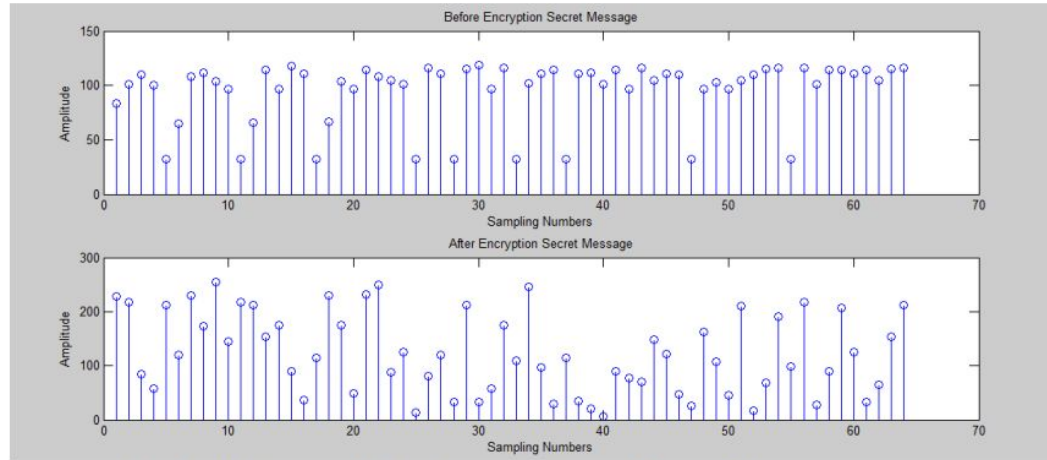 Before Encryption Secret Message
150
100
50
0
Amplitude
0 10 20 30 40 50 60 70
Sampling Numbers
After Encryption Secret Message
300
200
100
0
Amplitude
0 10 20 30 40 50 60 70
Sampling Numbers